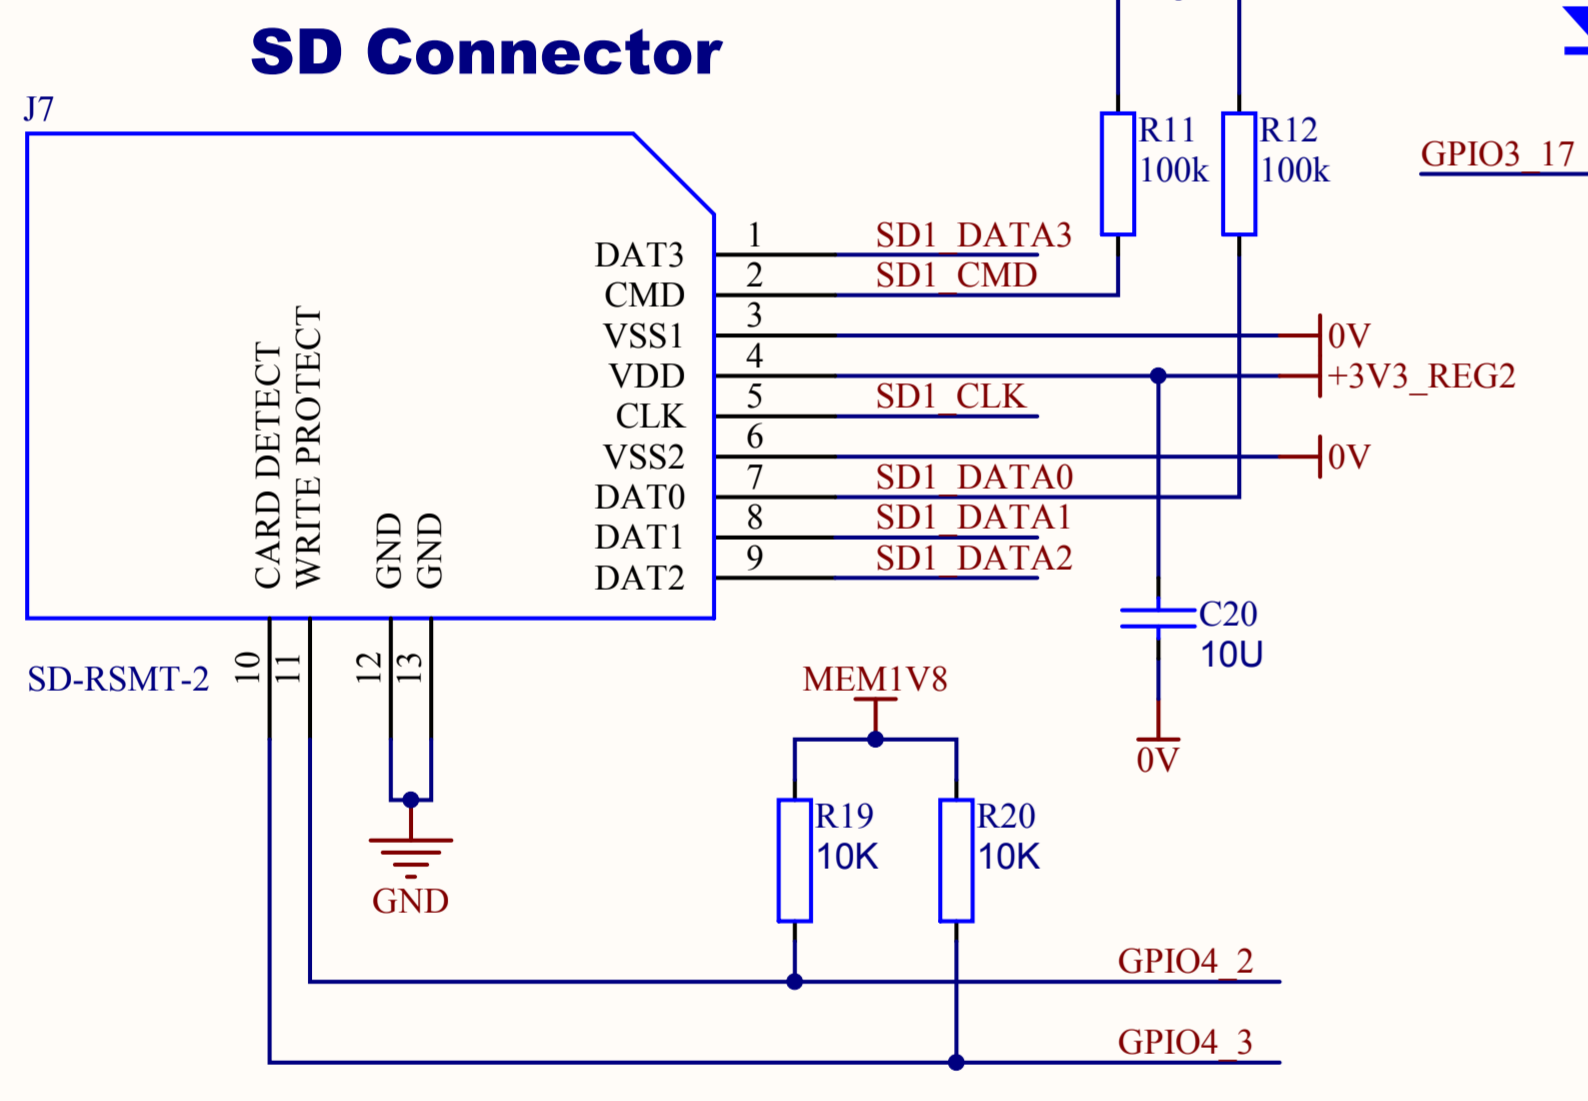 SD Connector
J7
R11
100k
R12
100k
GPIO3_17
DAT3
1
SD1_DATA3
CMD
2
SD1_CMD
VSS1
3
0V
VDD
4
+3V3_REG2
CLK
5
SD1_CLK
VSS2
6
0V
DAT0
7
SD1_DATA0
DAT1
8
SD1_DATA1
DAT2
9
SD1_DATA2
CARD DETECT
WRITE PROTECT
GND
GND
10
11
12
13
SD-RSMT-2
C20
10U
0V
MEM1V8
R19
10K
R20
10K
GND
GPIO4_2
GPIO4_3